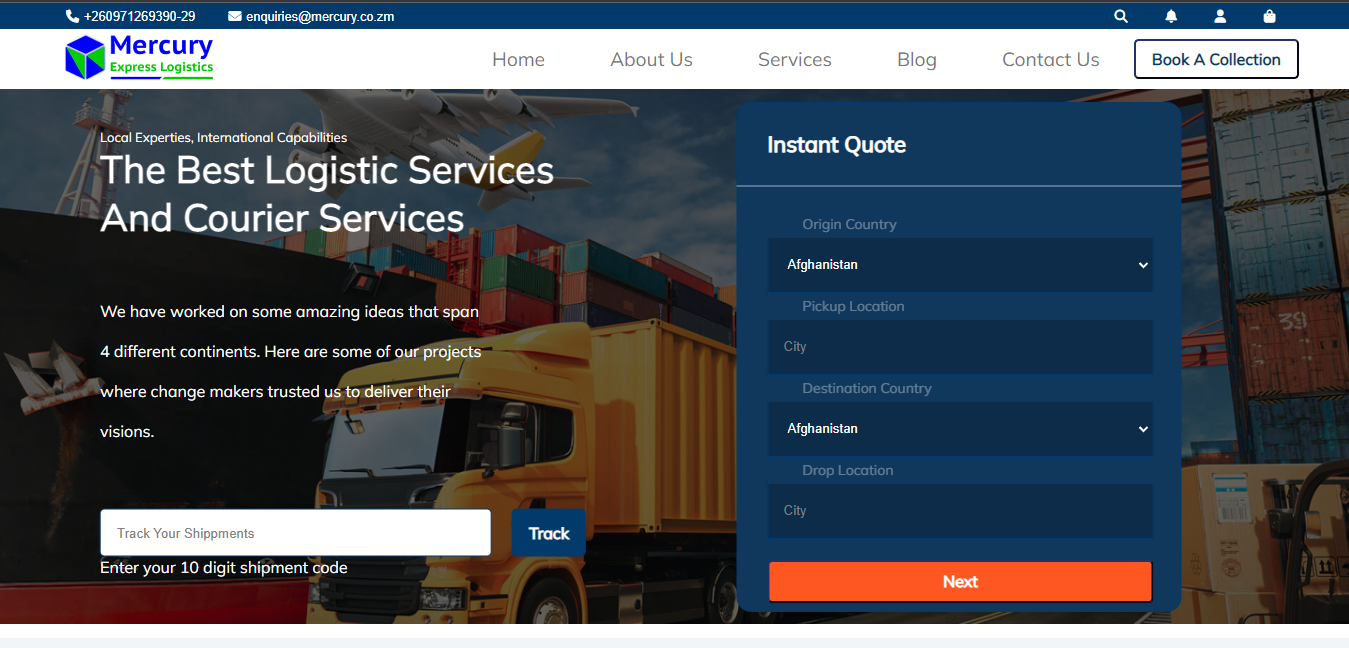 +260971269390-29
enquiries@mercury.co.zm
Mercury
Express Logistics
Home
About Us
Services
Blog
Contact Us
Book A Collection
Local Experties, International Capabilities
The Best Logistic Services
And Courier Services
We have worked on some amazing ideas that span
4 different continents. Here are some of our projects
where change makers trusted us to deliver their
visions.
Track Your Shippments
Track
Enter your 10 digit shipment code
Instant Quote
Origin Country
Afghanistan
Pickup Location
City
Destination Country
Afghanistan
Drop Location
City
Next
39